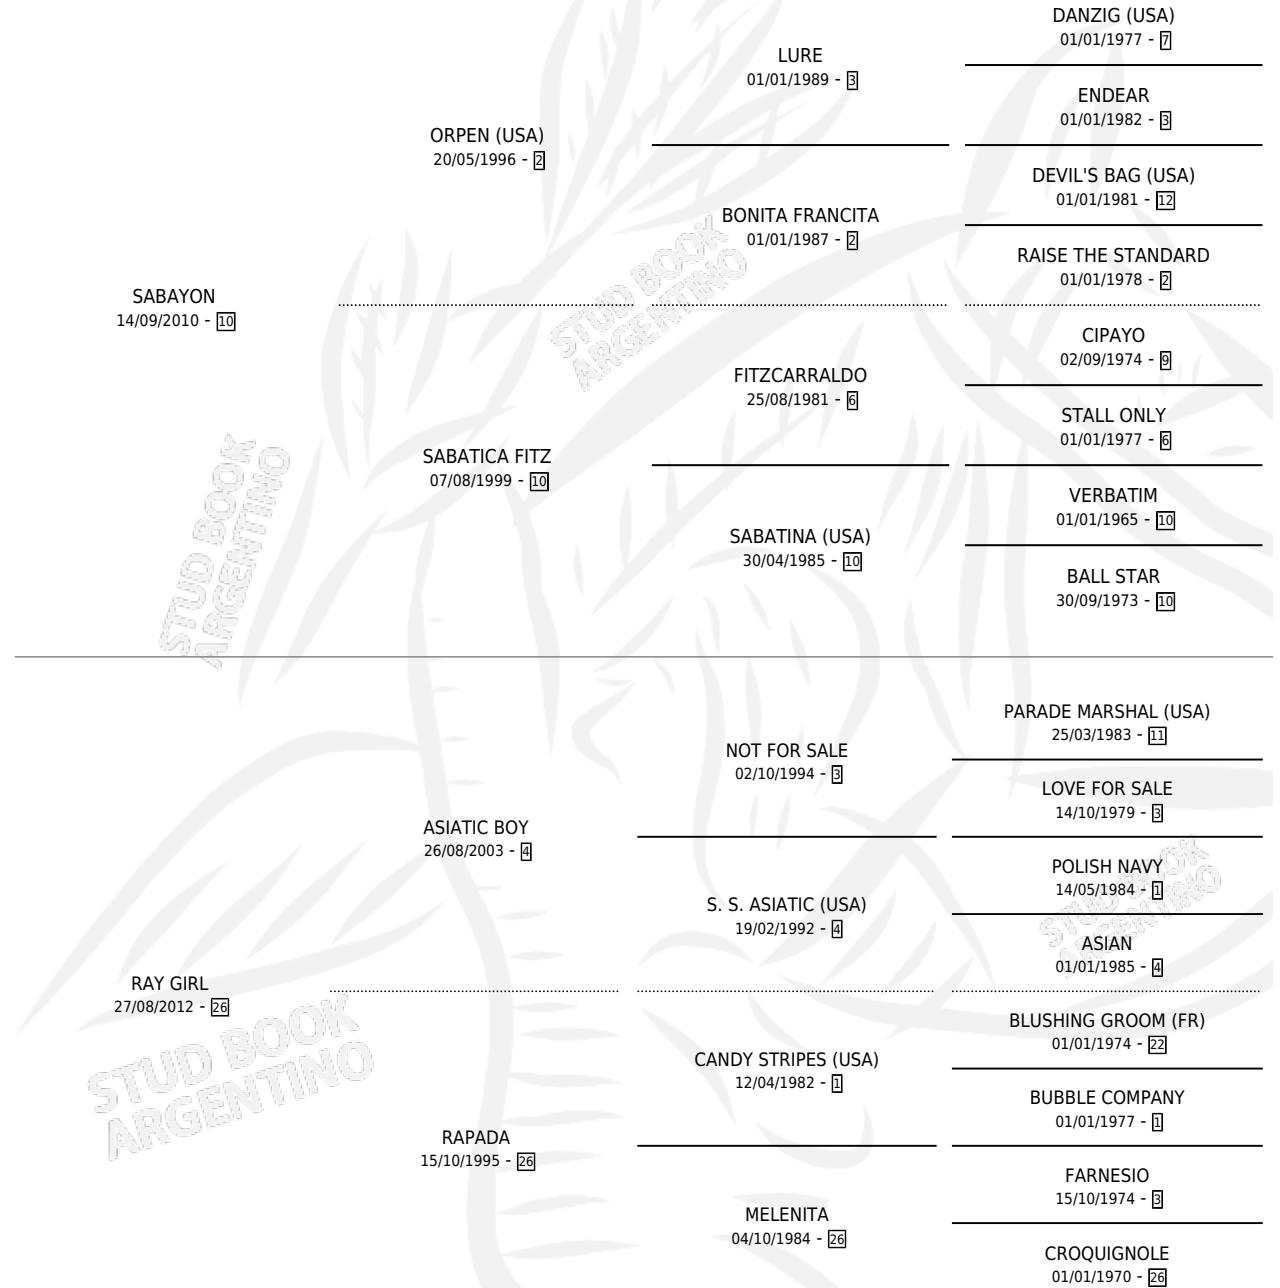 DANZIG (USA)
01/01/1977 - 7
LURE
01/01/1989 - 3
ENDEAR
01/01/1982 - 3
ORPEN (USA)
20/05/1996 - 2
DEVIL'S BAG (USA)
01/01/1981 - 12
BONITA FRANCITA
01/01/1987 - 2
RAISE THE STANDARD
01/01/1978 - 2
SABAYON
14/09/2010 - 10
STUD BOOK
ARGENTINO
CIPAYO
02/09/1974 - 9
FITZCARRALDO
25/08/1981 - 6
STALL ONLY
01/01/1977 - 6
SABATICA FITZ
07/08/1999 - 10
VERBATIM
01/01/1965 - 10
SABATINA (USA)
30/04/1985 - 10
BALL STAR
30/09/1973 - 10
STUD BOOK
ARGENTINO
PARADE MARSHAL (USA)
25/03/1983 - 11
NOT FOR SALE
02/10/1994 - 3
LOVE FOR SALE
14/10/1979 - 3
ASIATIC BOY
26/08/2003 - 4
POLISH NAVY
14/05/1984 - 1
S. S. ASIATIC (USA)
19/02/1992 - 4
ASIAN
01/01/1985 - 4
STUD BOOK
ARGENTINO
RAY GIRL
27/08/2012 - 26
BLUSHING GROOM (FR)
01/01/1974 - 22
CANDY STRIPES (USA)
12/04/1982 - 1
BUBBLE COMPANY
01/01/1977 - 1
STUD BOOK
ARGENTINO
RAPADA
15/10/1995 - 26
FARNESIO
15/10/1974 - 3
MELENITA
04/10/1984 - 26
CROQUIGNOLE
01/01/1970 - 26